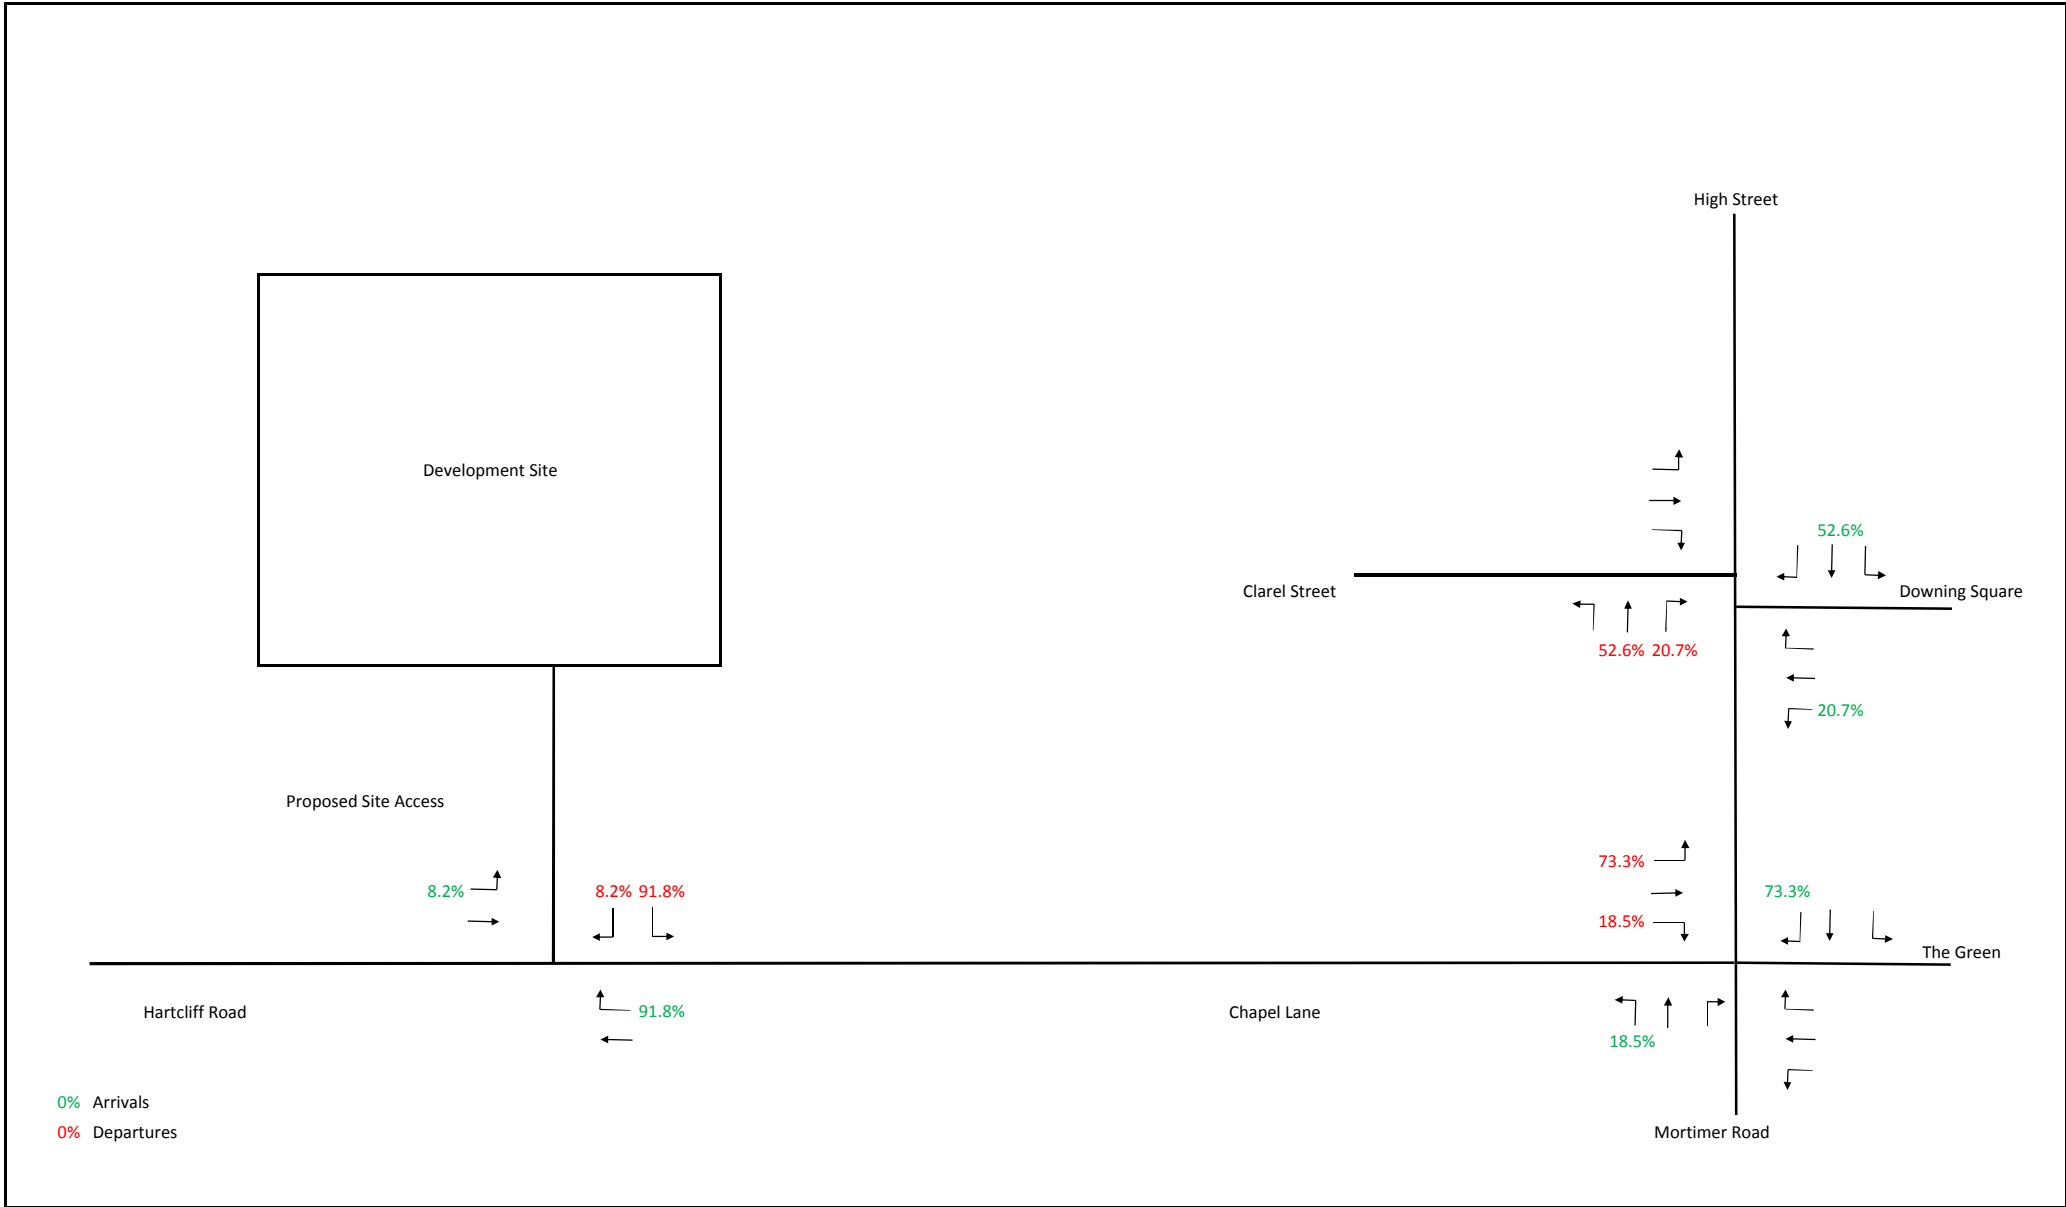 High Street
Development Site
52.6%
Clarel Street
Downing Square
52.6% 20.7%
20.7%
Proposed Site Access
73.3%
8.2%
8.2% 91.8%
73.3%
18.5%
The Green
Hartcliff Road
91.8%
Chapel Lane
18.5%
0% Arrivals
0% Departures
Mortimer Road